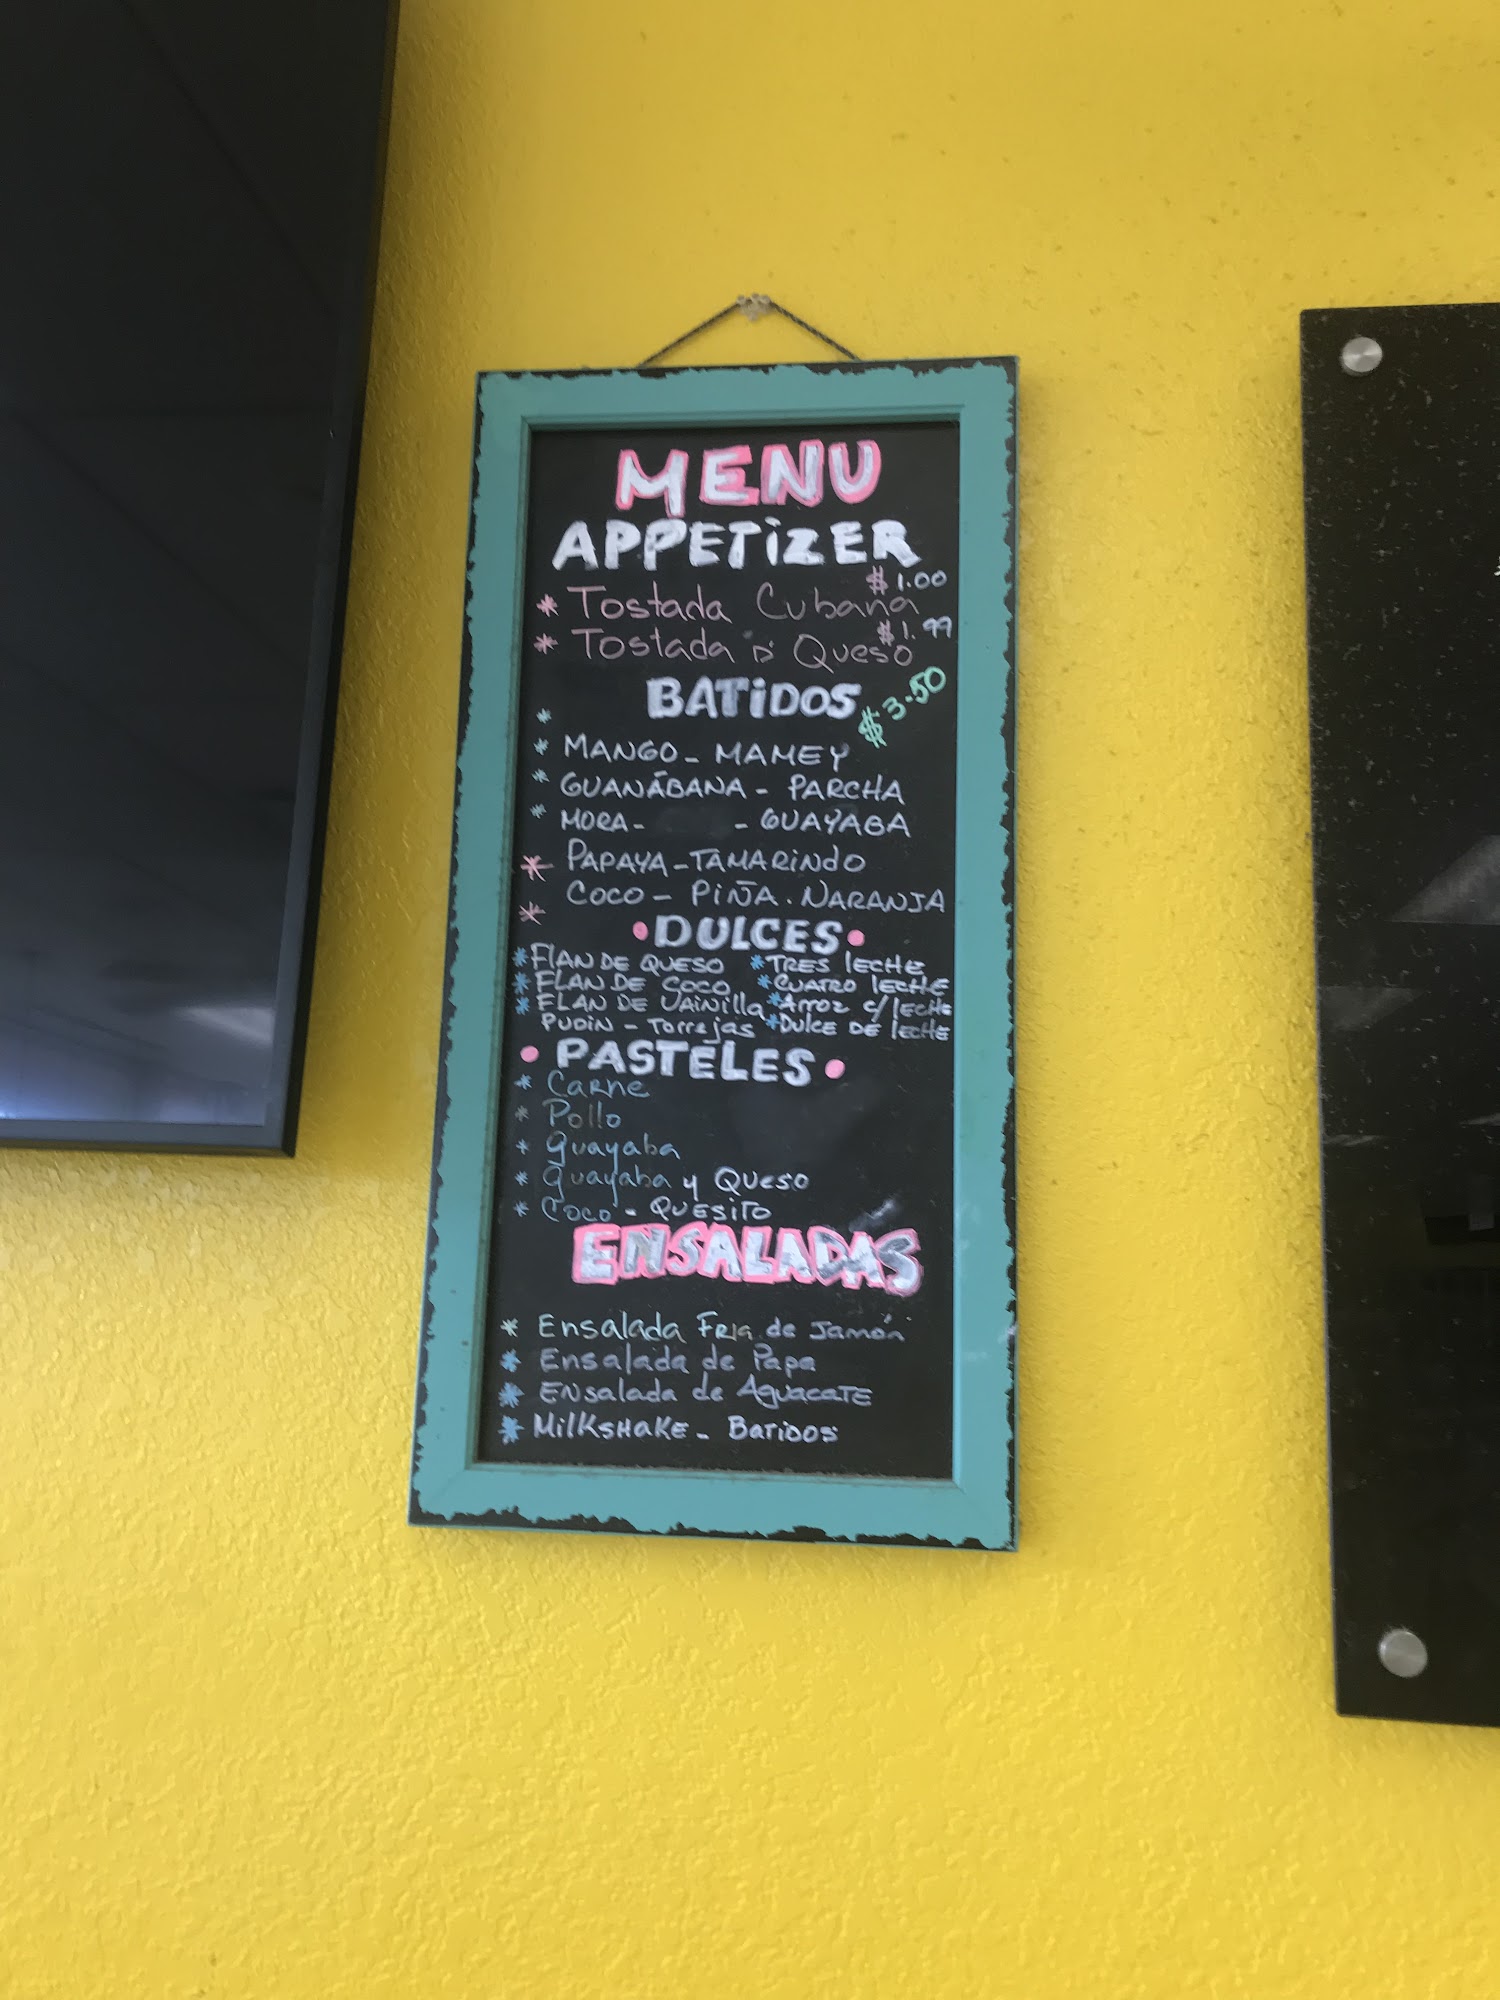 MENU
APPETIZER
$1.00
* Tostada Cubana
$1.99
* Tostada D' Queso
BATIDOS $3.50
*
* MANGO - MAMEY
* GUANÁBANA - PARCHA
* MORA - - GUAYABA
* PAPAYA - TAMARINDO
* COCO - PIÑA . NARANJA
• DULCES •
* FLAN DE QUESO * TRES LECHE
* FLAN DE COCO * CUATRO LECHE
* FLAN DE VAINILLA * Arroz c/LECHE
PUDIN - Torrejas * DULCE DE LECHE
• PASTELES •
* Carne
* Pollo
* Guayaba
* Guayaba y Queso
* Coco - QUESITO
ENSALADAS
* Ensalada Fria de Jamón
* Ensalada de Papa
* ENsalada de AguacaTE
* MilkSHaKE - BaTiDOS